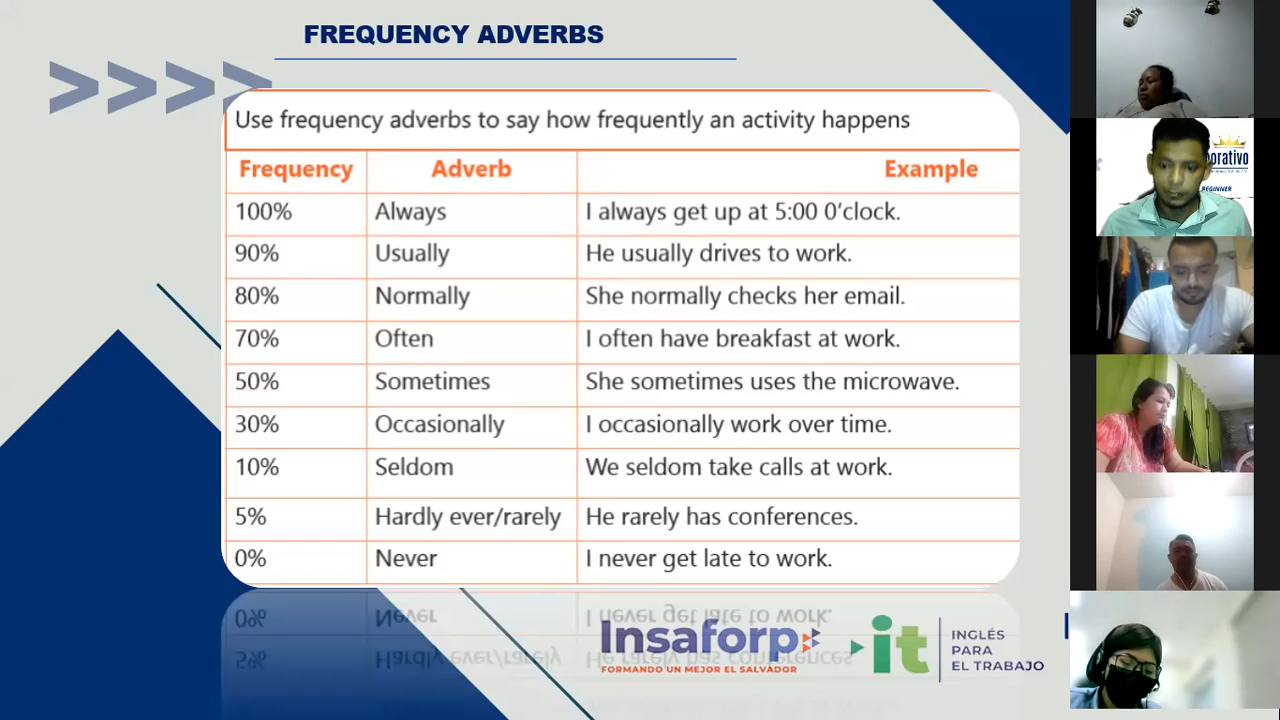 FREQUENCY ADVERBS
Use frequency adverbs to say how frequently an activity happens
Frequency Adverb Example
100% Always I always get up at 5:00 0'clock.
90% Usually He usually drives to work.
80% Normally She normally checks her email.
70% Often I often have breakfast at work.
50% Sometimes She sometimes uses the microwave.
30% Occasionally I occasionally work over time.
10% Seldom We seldom take calls at work.
5% Hardly ever/rarely He rarely has conferences.
0% Never I never get late to work.
Insaforp
FORMANDO UN MEJOR EL SALVADOR
it
INGLÉS
PARA
EL TRABAJO
orativo
BEGINNER